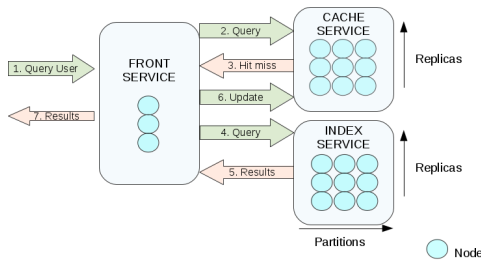 1. Query User
7. Results
FRONT
SERVICE
2. Query
3. Hit miss
6. Update
4. Query
5. Results
CACHE
SERVICE
Replicas
INDEX
SERVICE
Replicas
Partitions
Node